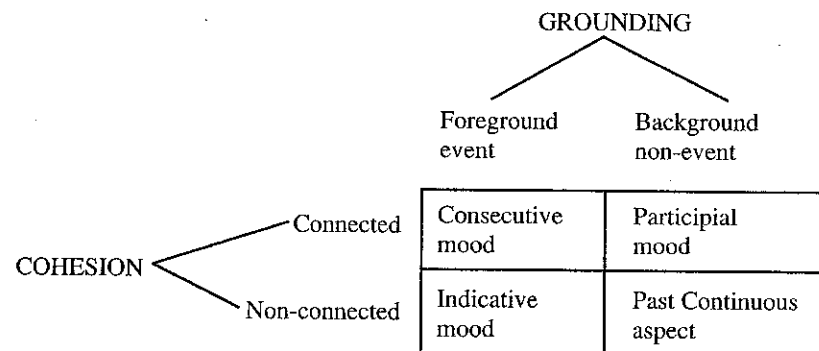 GROUNDING
Foreground Background
event non-event
Connected Consecutive Participial
mood mood
COHESION
Non-connected Indicative Past Continuous
mood aspect